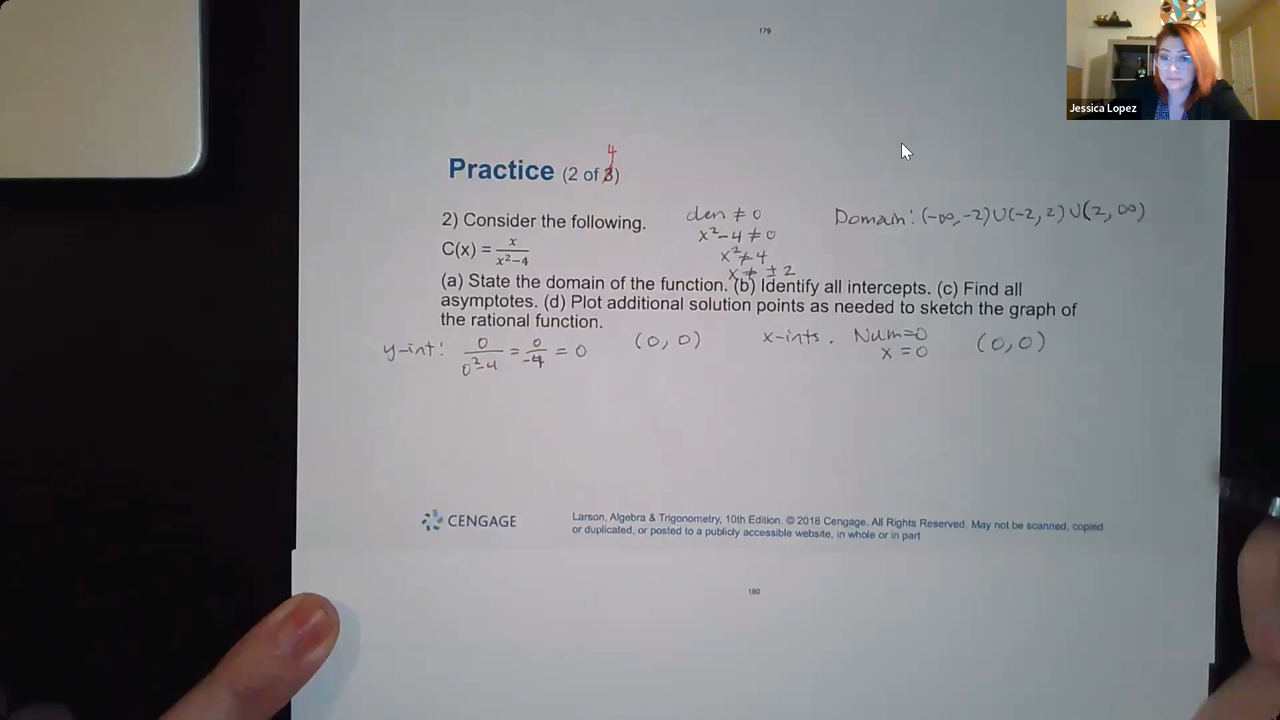 179
Jessica Lopez
4
Practice (2 of 3)
2) Consider the following.
C(x) = x/(x²−4)
den ≠ 0
x²−4 ≠ 0
x² ≠ 4
x ≠ ±2
Domain: (-∞, -2)∪(-2, 2)∪(2, ∞)
(a) State the domain of the function. (b) Identify all intercepts. (c) Find all
asymptotes. (d) Plot additional solution points as needed to sketch the graph of
the rational function.
y-int: 0/(0²−4) = 0/−4 = 0 (0, 0)
x-ints. Num=0 (0, 0)
x = 0
CENGAGE
Larson, Algebra & Trigonometry, 10th Edition. © 2018 Cengage. All Rights Reserved. May not be scanned, copied
or duplicated, or posted to a publicly accessible website, in whole or in part
180